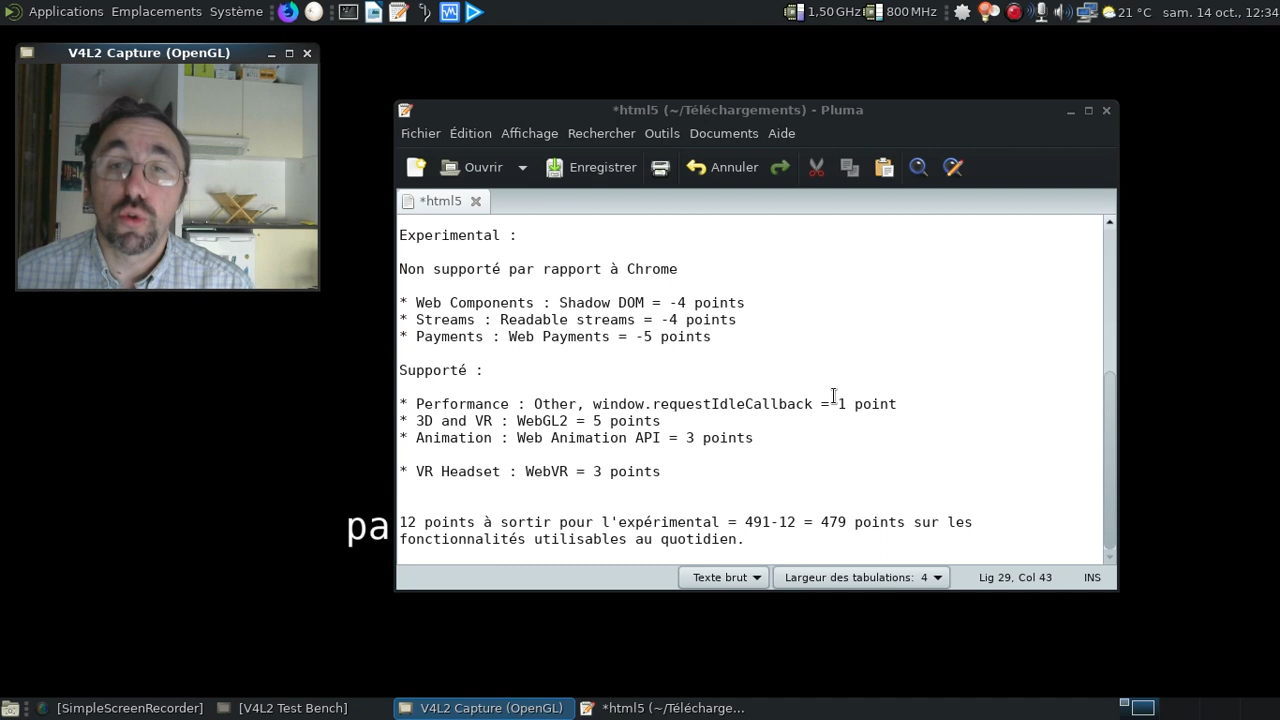 Applications Emplacements Système
1,50 GHz 800 MHz 21 °C sam. 14 oct., 12:34
V4L2 Capture (OpenGL)
*html5 (~/Téléchargements) - Pluma
Fichier Édition Affichage Rechercher Outils Documents Aide
Ouvrir Enregistrer Annuler
*html5
Experimental :
Non supporté par rapport à Chrome
* Web Components : Shadow DOM = -4 points
* Streams : Readable streams = -4 points
* Payments : Web Payments = -5 points
Supporté :
* Performance : Other, window.requestIdleCallback = 1 point
* 3D and VR : WebGL2 = 5 points
* Animation : Web Animation API = 3 points
* VR Headset : WebVR = 3 points
12 points à sortir pour l'expérimental = 491-12 = 479 points sur les
fonctionnalités utilisables au quotidien.
pa
Texte brut Largeur des tabulations: 4 Lig 29, Col 43 INS
[SimpleScreenRecorder] [V4L2 Test Bench] V4L2 Capture (OpenGL) *html5 (~/Télécharge...